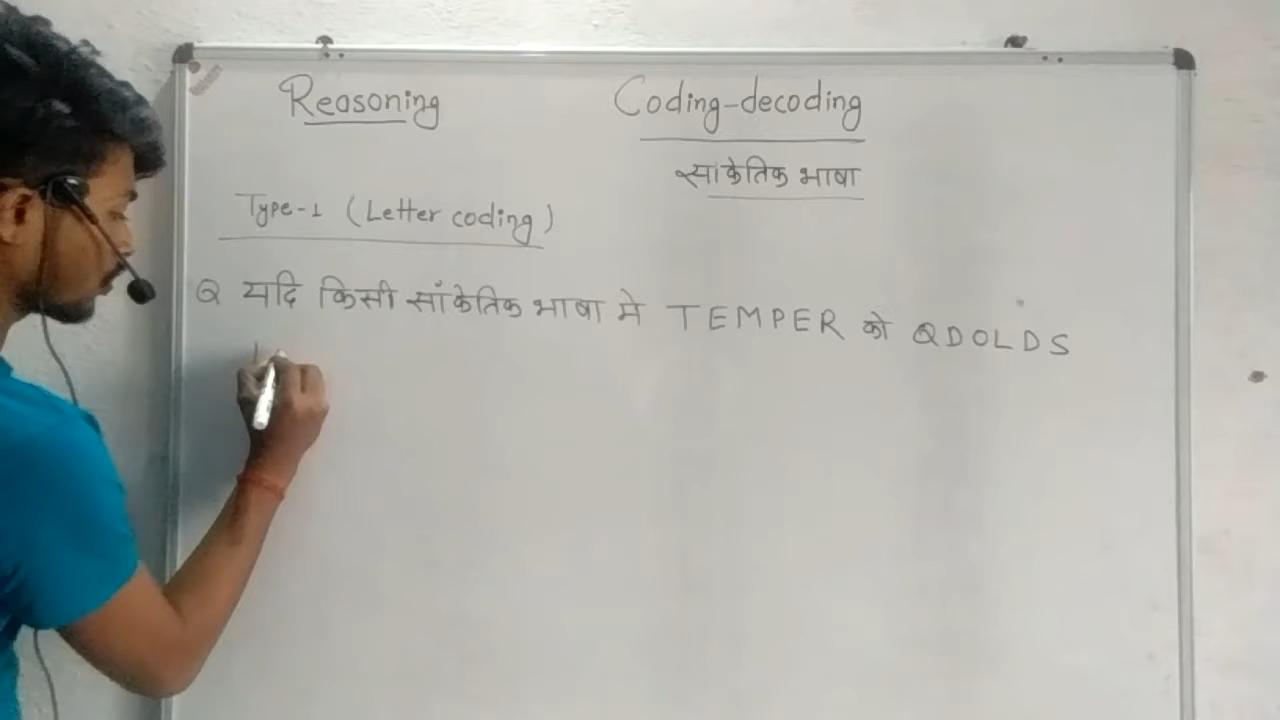 Reasoning
Coding-decoding
सांकेतिक भाषा
Type-1 (Letter coding)
Q यदि किसी सांकेतिक भाषा मे TEMPER को QDOLDS